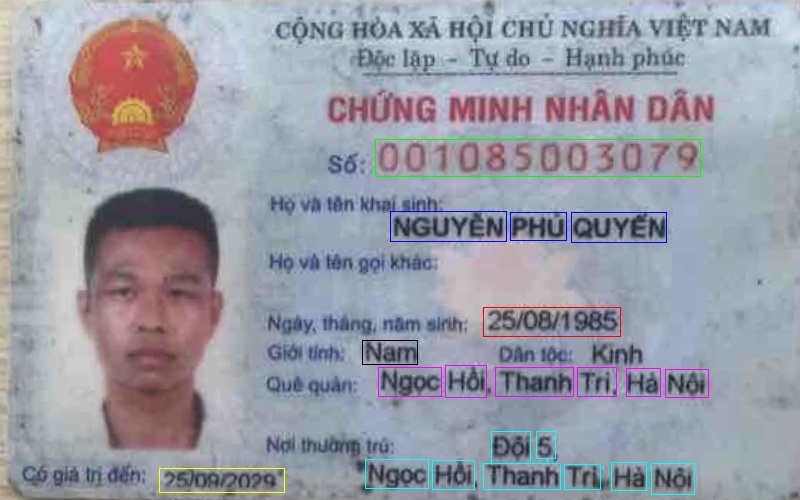 CỘNG HÒA XÃ HỘI CHỦ NGHĨA VIỆT NAM
Độc lập - Tự do - Hạnh phúc
CHỨNG MINH NHÂN DÂN
Số: 001085003079
Họ và tên khai sinh:
NGUYỄN PHÚ QUYẾN
Họ và tên gọi khác:
Ngày, tháng, năm sinh: 25/08/1985
Giới tính: Nam Dân tộc: Kinh
Quê quán: Ngọc Hồi, Thanh Trì, Hà Nội
Nơi thường trú: Đội 5,
Có giá trị đến: 25/09/2029 Ngọc Hồi, Thanh Trì, Hà Nội